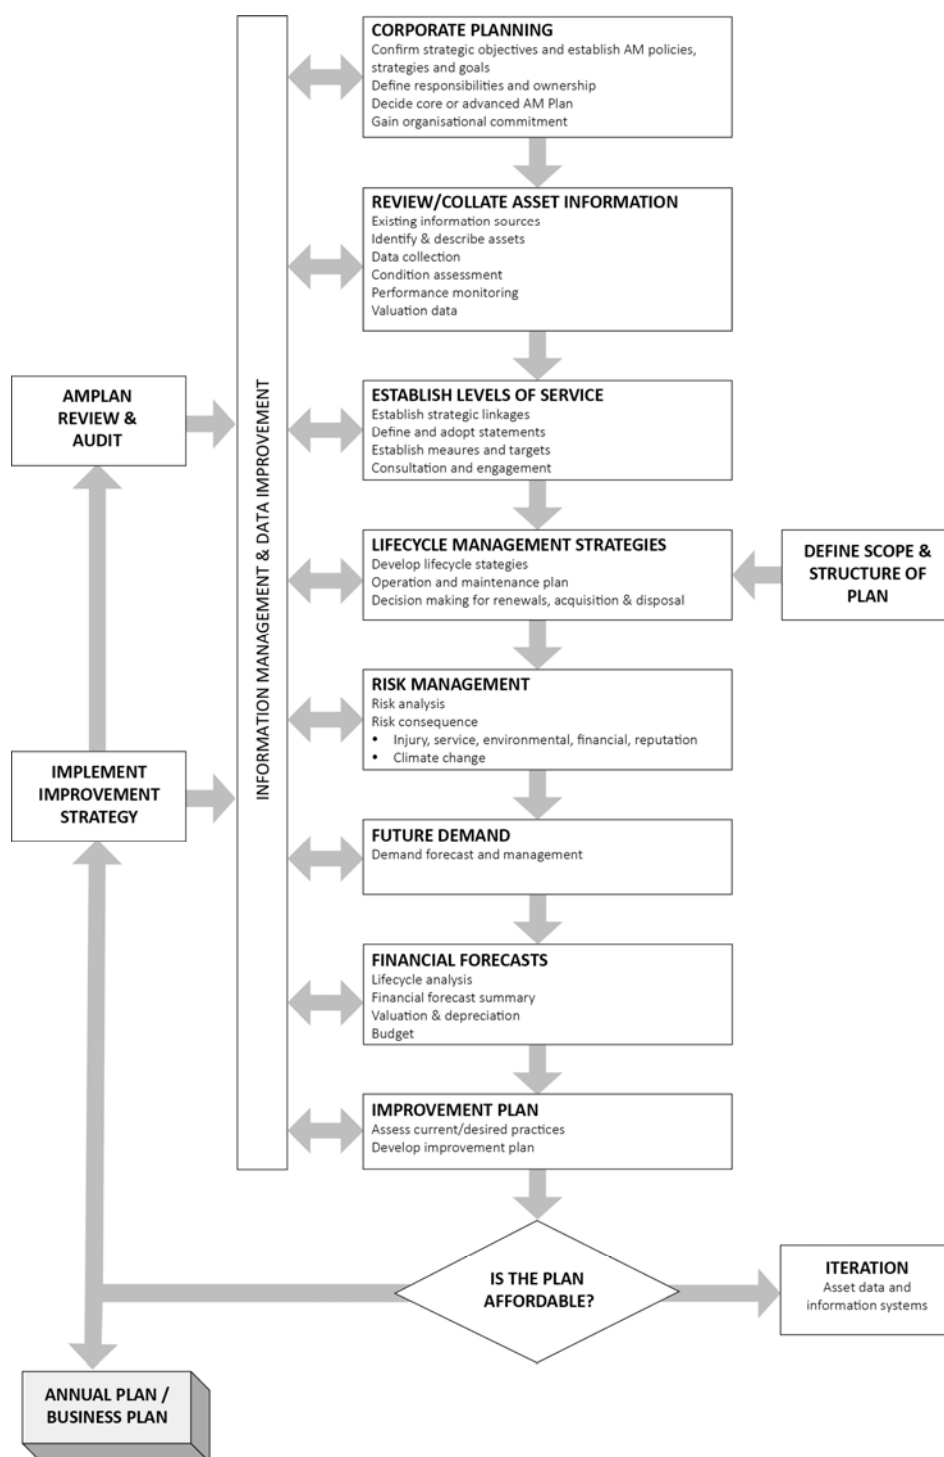 CORPORATE PLANNING
Confirm strategic objectives and establish AM policies,
strategies and goals
Define responsibilities and ownership
Decide core or advanced AM Plan
Gain organisational commitment
REVIEW/COLLATE ASSET INFORMATION
Existing information sources
Identify & describe assets
Data collection
Condition assessment
Performance monitoring
Valuation data
INFORMATION MANAGEMENT & DATA IMPROVEMENT
AMPLAN
REVIEW &
AUDIT
ESTABLISH LEVELS OF SERVICE
Establish strategic linkages
Define and adopt statements
Establish measures and targets
Consultation and engagement
LIFECYCLE MANAGEMENT STRATEGIES
Develop lifecycle stategies
Operation and maintenance plan
Decision making for renewals, acquisition & disposal
DEFINE SCOPE &
STRUCTURE OF
PLAN
RISK MANAGEMENT
Risk analysis
Risk consequence
• Injury, service, environmental, financial, reputation
• Climate change
IMPLEMENT
IMPROVEMENT
STRATEGY
FUTURE DEMAND
Demand forecast and management
FINANCIAL FORECASTS
Lifecycle analysis
Financial forecast summary
Valuation & depreciation
Budget
IMPROVEMENT PLAN
Assess current/desired practices
Develop improvement plan
IS THE PLAN
AFFORDABLE?
ITERATION
Asset data and
information systems
ANNUAL PLAN /
BUSINESS PLAN